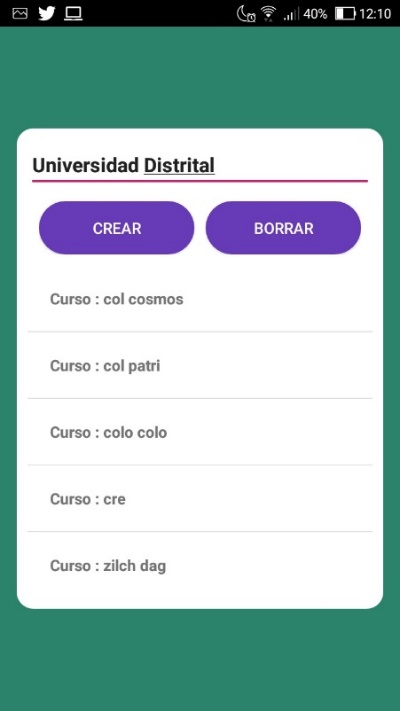 40% 12:10
Universidad Distrital
CREAR BORRAR
Curso : col cosmos
Curso : col patri
Curso : colo colo
Curso : cre
Curso : zilch dag